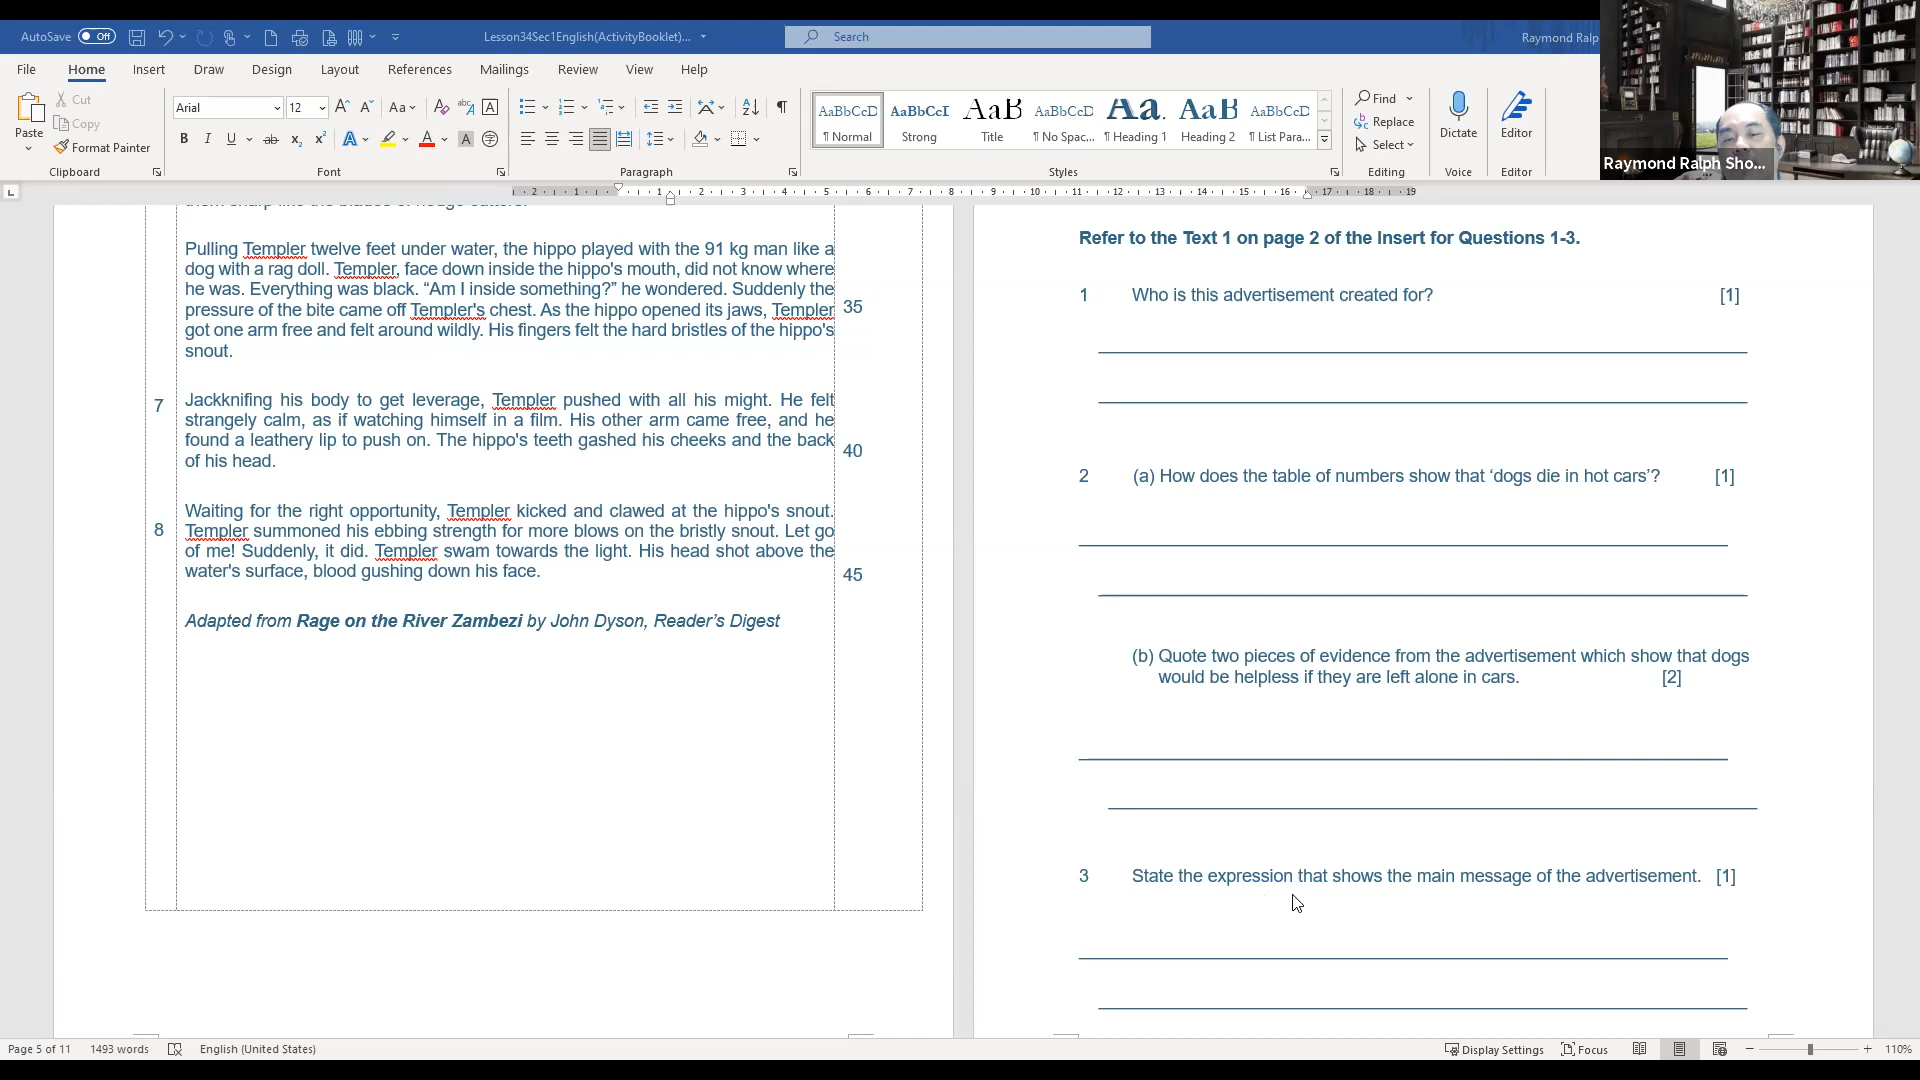 AutoSave Off
Lesson34Sec1English(ActivityBooklet)...
Search
Raymond Ralp
File Home Insert Draw Design Layout References Mailings Review View Help
Paste
Cut
Copy
Format Painter
Clipboard
Arial 12
Font
Paragraph
AaBbCcD AaBbCcI AaB AaBbCcD AaBbCc. AaBbC AaBbCcD
¶ Normal Strong Title ¶ No Spac... ¶ Heading 1 Heading 2 ¶ List Para...
Styles
Find
Replace
Select
Editing
Dictate
Voice
Editor
Editor
Raymond Ralph Sho...
Pulling Templer twelve feet under water, the hippo played with the 91 kg man like a
dog with a rag doll. Templer, face down inside the hippo's mouth, did not know where
he was. Everything was black. “Am I inside something?” he wondered. Suddenly the
pressure of the bite came off Templer's chest. As the hippo opened its jaws, Templer 35
got one arm free and felt around wildly. His fingers felt the hard bristles of the hippo's
snout.
7 Jackknifing his body to get leverage, Templer pushed with all his might. He felt
strangely calm, as if watching himself in a film. His other arm came free, and he
found a leathery lip to push on. The hippo's teeth gashed his cheeks and the back 40
of his head.
Waiting for the right opportunity, Templer kicked and clawed at the hippo's snout.
8 Templer summoned his ebbing strength for more blows on the bristly snout. Let go
of me! Suddenly, it did. Templer swam towards the light. His head shot above the
water's surface, blood gushing down his face. 45
Adapted from Rage on the River Zambezi by John Dyson, Reader’s Digest
Refer to the Text 1 on page 2 of the Insert for Questions 1-3.
1 Who is this advertisement created for? [1]
2 (a) How does the table of numbers show that ‘dogs die in hot cars’? [1]
(b) Quote two pieces of evidence from the advertisement which show that dogs
would be helpless if they are left alone in cars. [2]
3 State the expression that shows the main message of the advertisement. [1]
Page 5 of 11 1493 words English (United States)
Display Settings Focus 110%